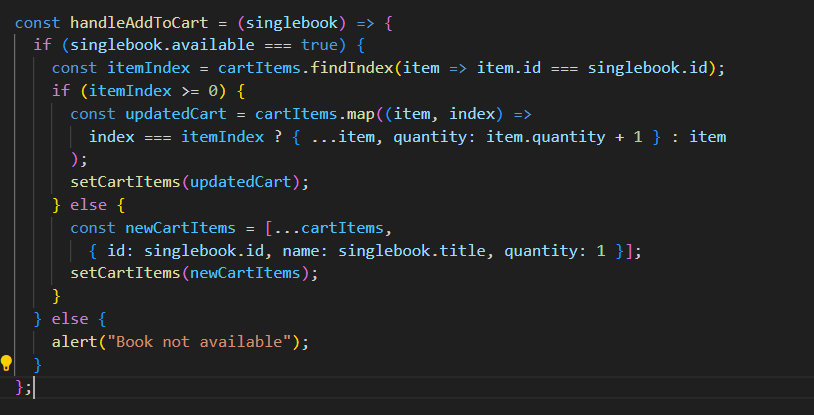 const handleAddToCart = (singlebook) => {
if (singlebook.available === true) {
const itemIndex = cartItems.findIndex(item => item.id === singlebook.id);
if (itemIndex >= 0) {
const updatedCart = cartItems.map((item, index) =>
index === itemIndex ? { ...item, quantity: item.quantity + 1 } : item
);
setCartItems(updatedCart);
} else {
const newCartItems = [...cartItems,
{ id: singlebook.id, name: singlebook.title, quantity: 1 }];
setCartItems(newCartItems);
}
} else {
alert("Book not available");
}
};